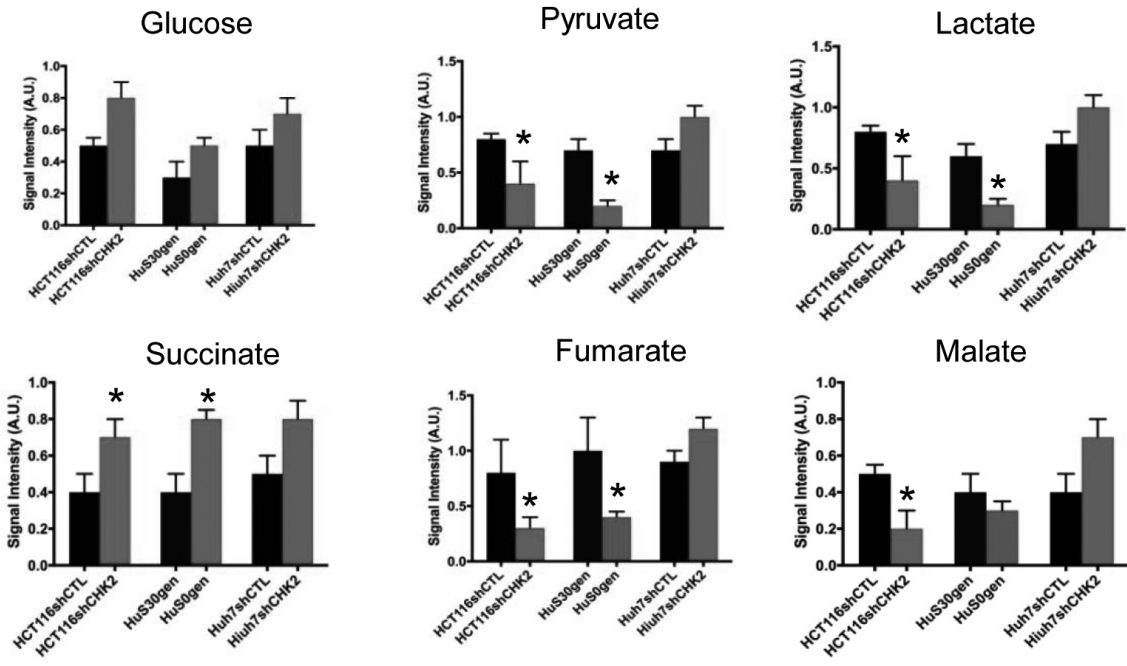 Glucose
Signal Intensity (A.U.)
1.0
0.8
0.6
0.4
0.2
0.0
HCT116shCTL
HCT116shCHK2
HuS30gen
HuS0gen
Huh7shCTL
Hiuh7shCHK2
Pyruvate
Signal Intensity (A.U.)
1.5
1.0
0.5
0.0
*
*
HCT116shCTL
HCT116shCHK2
HuS30gen
HuS0gen
Huh7shCTL
Hiuh7shCHK2
Lactate
Signal Intensity (A.U.)
1.5
1.0
0.5
0.0
*
*
HCT116shCTL
HCT116shCHK2
HuS30gen
HuS0gen
Huh7shCTL
Hiuh7shCHK2
Succinate
Signal Intensity (A.U.)
1.0
0.8
0.6
0.4
0.2
0.0
*
*
HCT116shCTL
HCT116shCHK2
HuS30gen
HuS0gen
Huh7shCTL
Hiuh7shCHK2
Fumarate
Signal Intensity (A.U.)
1.5
1.0
0.5
0.0
*
*
HCT116shCTL
HCT116shCHK2
HuS30gen
HuS0gen
Huh7shCTL
Hiuh7shCHK2
Malate
Signal Intensity (A.U.)
1.0
0.8
0.6
0.4
0.2
0.0
*
HCT116shCTL
HCT116shCHK2
HuS30gen
HuS0gen
Huh7shCTL
Hiuh7shCHK2